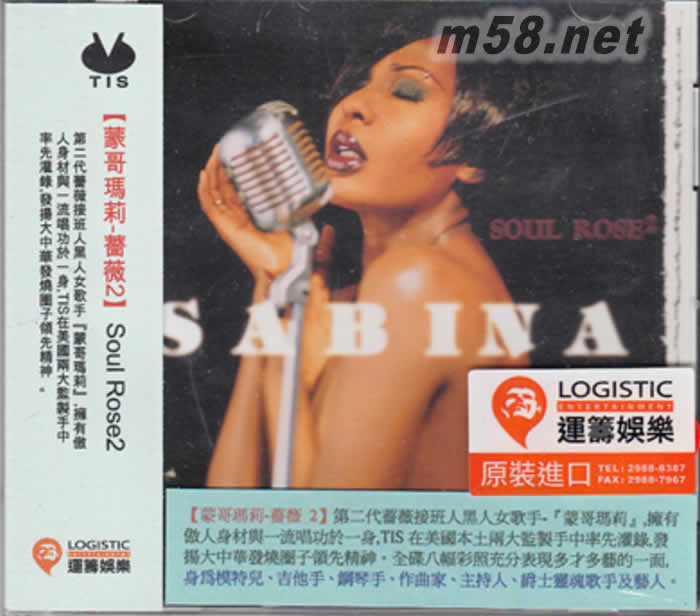 TIS
【蒙哥瑪莉-薔薇2】 Soul Rose2
第二代薔薇接班人黑人女歌手『蒙哥瑪莉』,擁有傲
人身材與一流唱功於一身,TIS在美國兩大監製手中
率先灌錄,發揚大中華發燒圈子領先精神。
LOGISTIC
ENTERTAINMENT
運籌娛樂
m58.net
SOUL ROSE2
SABINA
LOGISTIC
ENTERTAINMENT
運籌娛樂
原裝進口
TEL: 2988-8367
FAX: 2988-7967
【蒙哥瑪莉-薔薇 2】第二代薔薇接班人黑人女歌手-『蒙哥瑪莉』,擁有
傲人身材與一流唱功於一身,TIS 在美國本土兩大監製手中率先灌錄,發
揚大中華發燒圈子領先精神。全碟八幅彩照充分表現多才多藝的一面,
身爲模特兒、吉他手、鋼琴手、作曲家、主持人、爵士靈魂歌手及藝人。